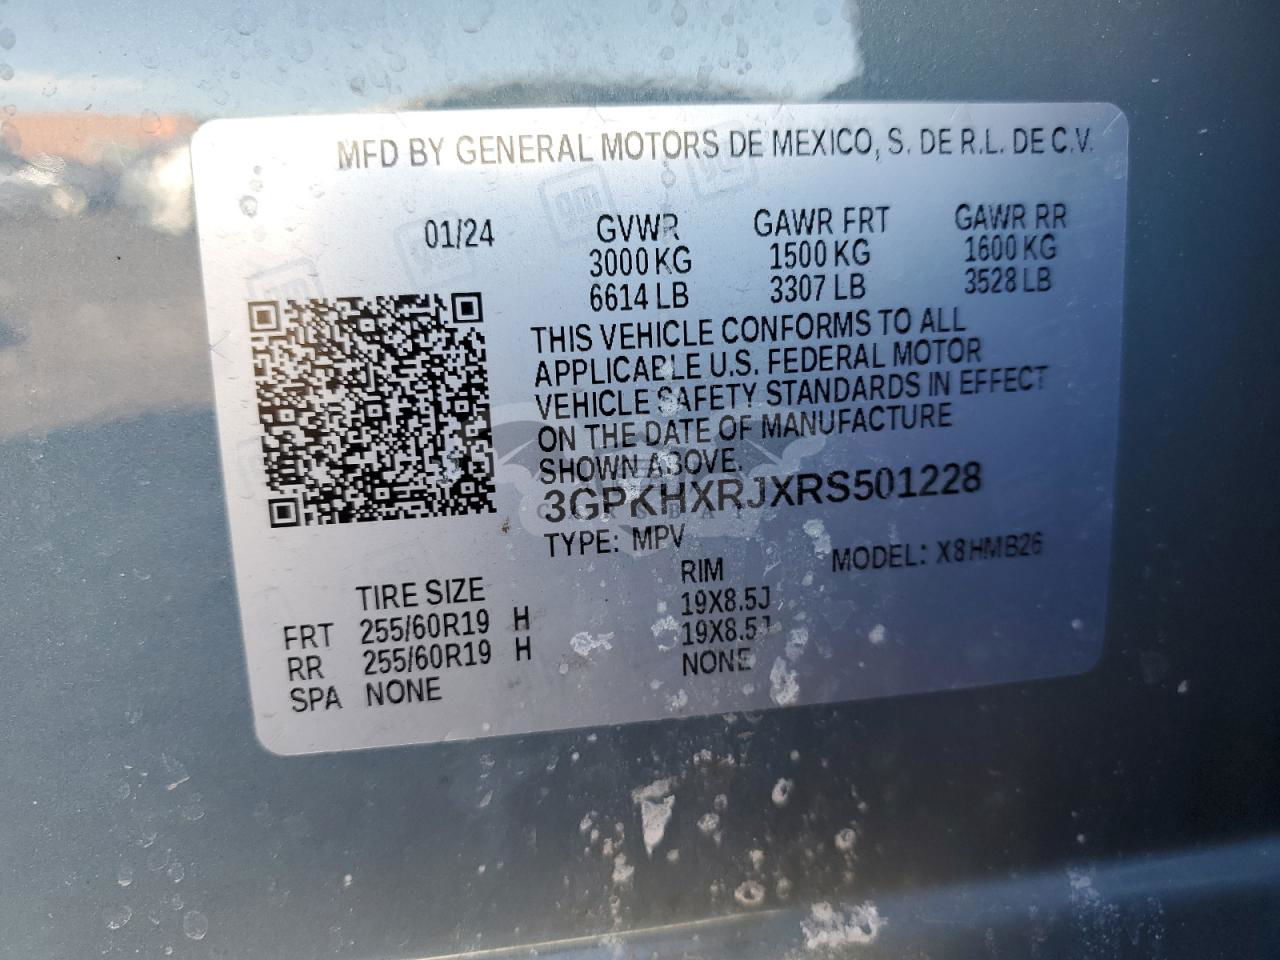 MFD BY GENERAL MOTORS DE MEXICO, S. DE R.L. DE C.V.
01/24 GVWR GAWR FRT GAWR RR
3000 KG 1500 KG 1600 KG
6614 LB 3307 LB 3528 LB
THIS VEHICLE CONFORMS TO ALL
APPLICABLE U.S. FEDERAL MOTOR
VEHICLE SAFETY STANDARDS IN EFFECT
ON THE DATE OF MANUFACTURE
SHOWN ABOVE.
3GPKHXRJXRS501228
TYPE: MPV MODEL: X8HMB26
TIRE SIZE RIM
FRT 255/60R19 H 19X8.5J
RR 255/60R19 H 19X8.5J
SPA NONE NONE